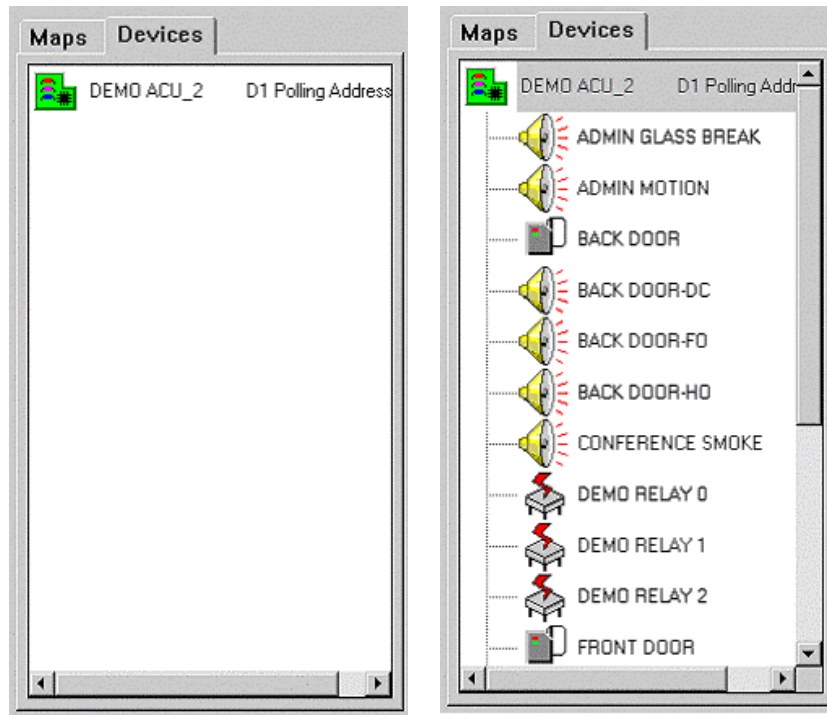 Maps Devices
DEMO ACU_2 D1 Polling Address
Maps Devices
DEMO ACU_2 D1 Polling Addr
ADMIN GLASS BREAK
ADMIN MOTION
BACK DOOR
BACK DOOR-DC
BACK DOOR-FO
BACK DOOR-HO
CONFERENCE SMOKE
DEMO RELAY 0
DEMO RELAY 1
DEMO RELAY 2
FRONT DOOR